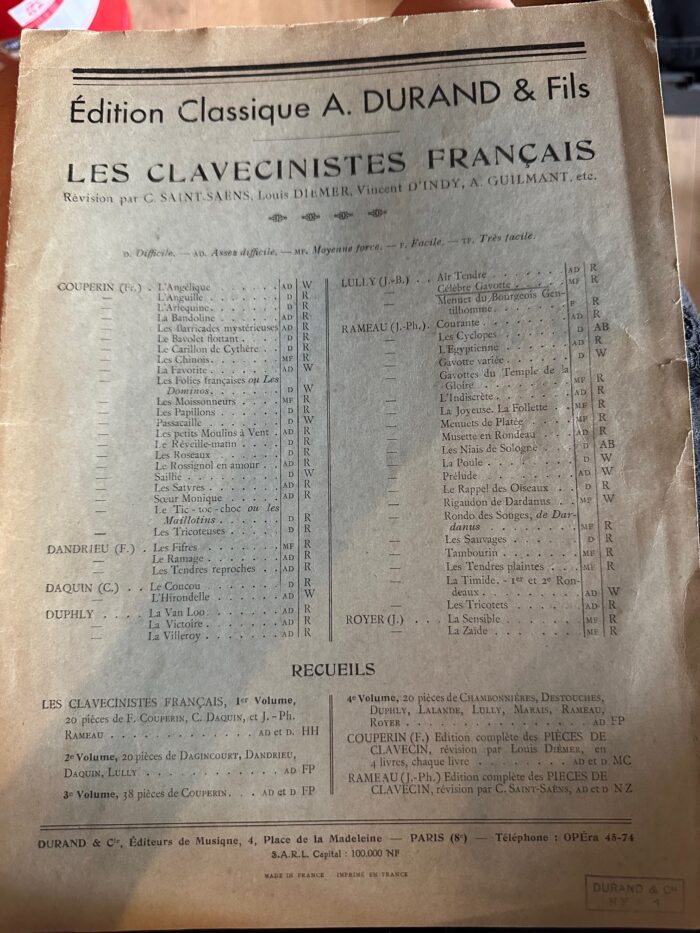 Édition Classique A. DURAND & Fils
LES CLAVECINISTES FRANÇAIS
Révision par C. SAINT-SAËNS, Louis DIÉMER, Vincent D'INDY, A. GUILMANT, etc.
D. Difficile. — AD. Assez difficile. — MF. Moyenne force. — F. Facile. — TF. Très facile.
COUPERIN (Fr.) . L'Angélique . . . . . . AD W
— L'Anguille . . . . . . D R
— L'Arlequine . . . . . . D R
— La Bandoline . . . . . AD R
— Les Barricades mystérieuses AD R
— Le Bavolet flottant . . . . D R
— Le Carillon de Cythère . . D R
— Les Chinois . . . . . . MF R
— La Favorite . . . . . . AD W
— Les Folies françaises ou Les
Dominos . . . . . . D W
— Les Moissonneurs . . . . MF R
— Les Papillons . . . . . D R
— Passacaille . . . . . . D W
— Les petits Moulins à Vent . AD R
— Le Réveille-matin . . . . D R
— Les Roseaux . . . . . . D R
— Le Rossignol en amour . . AD R
— Saillie . . . . . . . D W
— Les Satyres . . . . . . AD R
— Sœur Monique . . . . . AD R
— Le Tic-toc-choc ou les
Maillotins . . . . . . D R
— Les Tricoteuses . . . . . D R
DANDRIEU (F.) . Les Fifres . . . . . . MF R
— Le Ramage . . . . . . AD R
— Les Tendres reproches . . AD R
DAQUIN (C.) . . Le Coucou . . . . . . D R
— L'Hirondelle . . . . . . AD W
DUPHLY . . . . La Van Loo . . . . . . AD R
— La Victoire . . . . . . AD R
— La Villeroy . . . . . . AD R
LULLY (J.-B.) . . Air Tendre . . . . . . AD R
— Célèbre Gavotte . . . . . MF R
— Menuet du Bourgeois Gen-
tilhomme . . . . . . F R
RAMEAU (J.-Ph.) . Courante . . . . . . AD R
— Les Cyclopes . . . . . . D AB
— L'Egyptienne . . . . . . AD R
— Gavotte variée . . . . . D W
— Gavottes du Temple de la
Gloire . . . . . . . MF R
— L'Indiscrète . . . . . . AD R
— La Joyeuse. La Follette . . MF R
— Menuets de Platée . . . . MF R
— Musette en Rondeau . . . AD R
— Les Niais de Sologne . . . D AB
— La Poule . . . . . . . D W
— Prélude . . . . . . . AD W
— Le Rappel des Oiseaux . . D R
— Rigaudon de Dardanus . . MF W
— Rondo des Songes, de Dar-
danus . . . . . . . MF R
— Les Sauvages . . . . . D R
— Tambourin . . . . . . MF R
— Les Tendres plaintes . . . MF R
— La Timide. - 1er et 2e Ron-
deaux . . . . . . . AD W
— Les Tricotets . . . . . . AD R
ROYER (J.) . . . La Sensible . . . . . . MF R
— La Zaïde . . . . . . . MF R
RECUEILS
LES CLAVECINISTES FRANÇAIS, 1er Volume,
20 pièces de F. COUPERIN, C. DAQUIN, et J.-Ph.
RAMEAU . . . . . . . . . AD et D. HH
2e Volume, 20 pièces de DAGINCOURT, DANDRIEU,
DAQUIN, LULLY . . . . . . . . AD FP
3e Volume, 38 pièces de COUPERIN . . . AD et D FP
4e Volume, 20 pièces de CHAMBONNIÈRES, DESTOUCHES,
DUPHLY, LALANDE, LULLY, MARAIS, RAMEAU,
ROYER . . . . . . . . . . AD FP
COUPERIN (F.) Edition complète des PIÈCES DE
CLAVECIN, révision par Louis DIÉMER, en
4 livres, chaque livre . . . . . . . AD et D MC
RAMEAU (J.-Ph.) Edition complète des PIÈCES DE
CLAVECIN, révision par C. SAINT-SAËNS, AD et D NZ
DURAND & Cie, Éditeurs de Musique, 4, Place de la Madeleine — PARIS (8e) — Téléphone : OPÉra 45-74
S.A.R.L. Capital : 100.000 NF
MADE IN FRANCE IMPRIMÉ EN FRANCE
DURAND & Cie